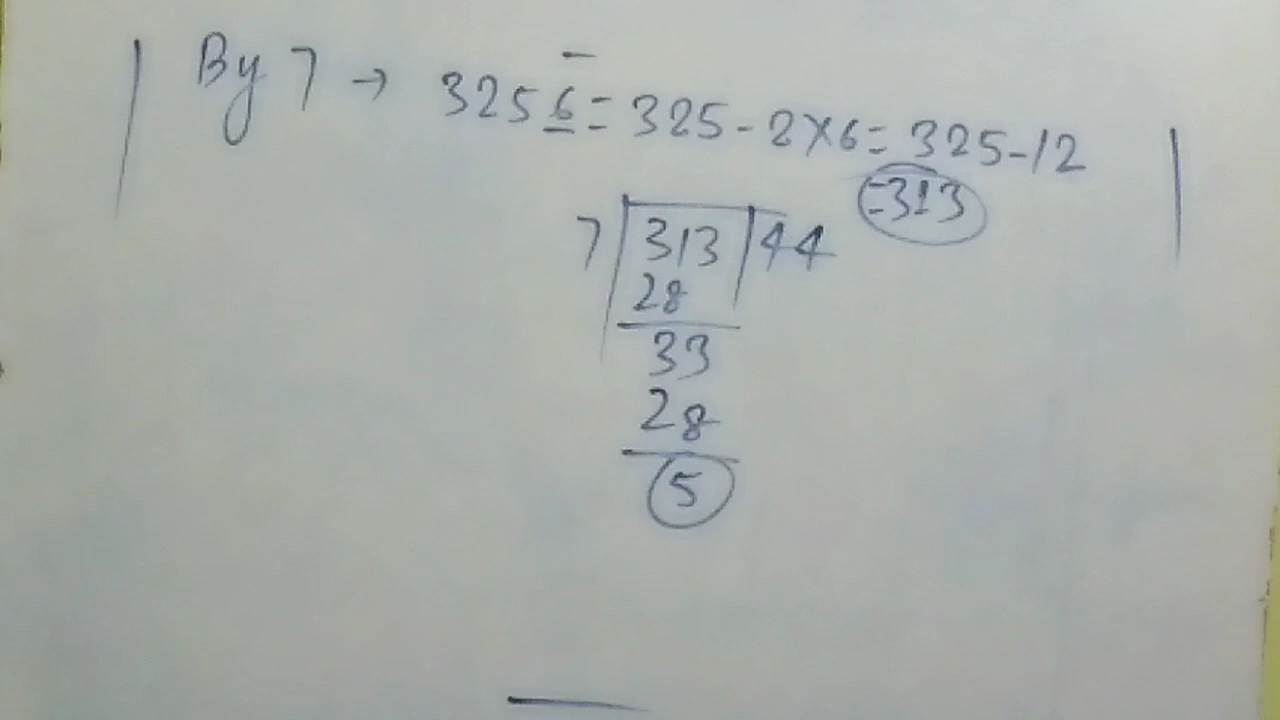 By 7 → 3256 = 325 - 2×6 = 325 - 12
= 313
7 313 44
28
33
28
5